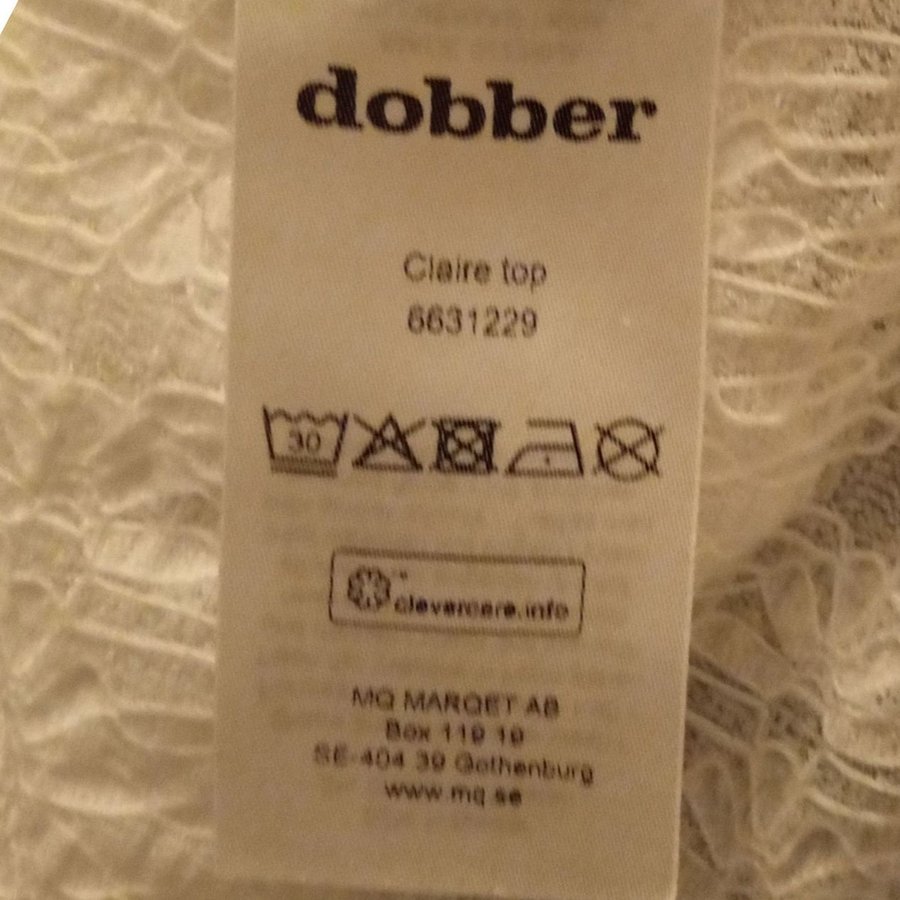 dobber
Claire top
6631229
30
clevercare.info
MQ MARQET AB
Box 119 19
SE-404 39 Gothenburg
www.mq.se